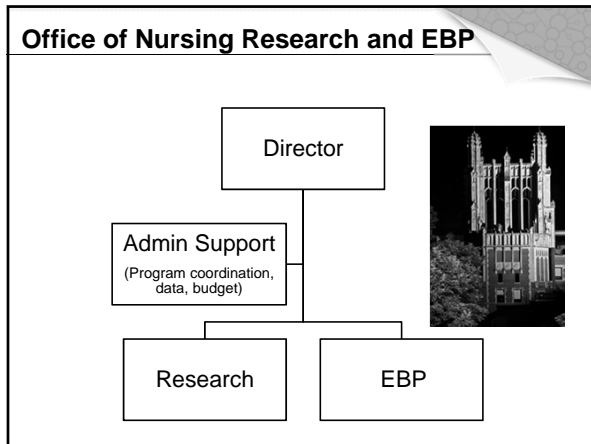 Office of Nursing Research and EBP
Director
Admin Support
(Program coordination,
data, budget)
Research
EBP